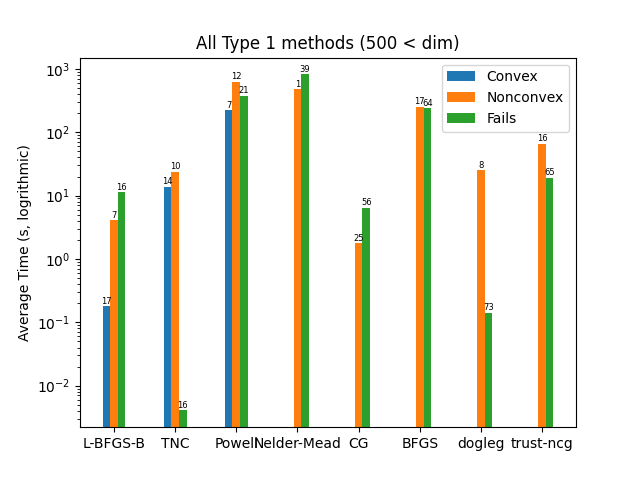 All Type 1 methods (500 < dim)
Average Time (s, logrithmic)
10³
10²
10¹
10⁰
10⁻¹
10⁻²
Convex
Nonconvex
Fails
17 7 16
14 10 16
7 12 21
1 39
25 56
17 64
8 73
16 65
L-BFGS-B TNC Powell Nelder-Mead CG BFGS dogleg trust-ncg